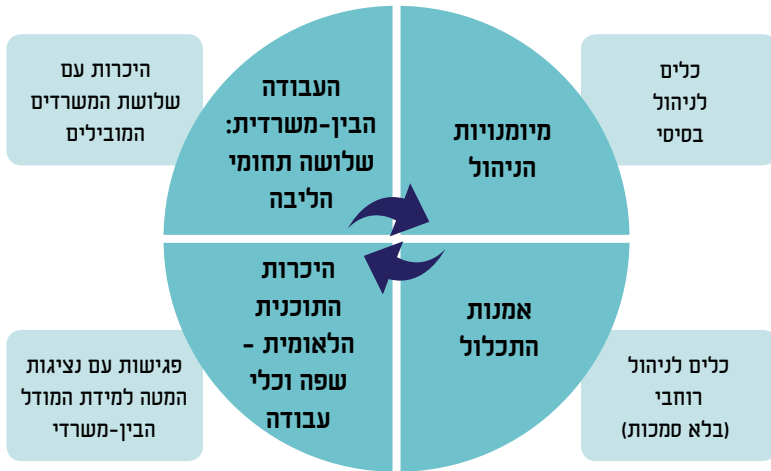 כלים
לניהול
בסיסי
מיומנויות
הניהול
העבודה
הבין-משרדית:
שלושה תחומי
הליבה
היכרות עם
שלושת המשרדים
המובילים
כלים לניהול
רוחבי
(בלא סמכות)
אמנות
התכלול
היכרות
התוכנית
הלאומית -
שפה וכלי
עבודה
פגישות עם נציגות
המטה למידת המודל
הבין-משרדי